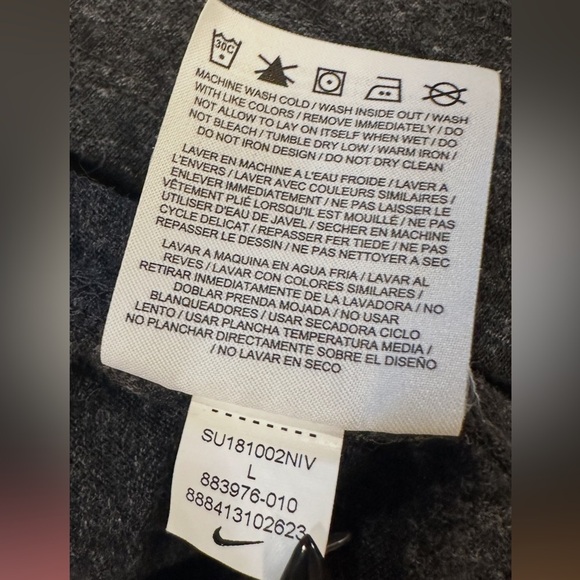 30C
MACHINE WASH COLD / WASH INSIDE OUT / WASH
WITH LIKE COLORS / REMOVE IMMEDIATELY / DO
NOT ALLOW TO LAY ON ITSELF WHEN WET / DO
NOT BLEACH / TUMBLE DRY LOW / WARM IRON /
DO NOT IRON DESIGN / DO NOT DRY CLEAN
LAVER EN MACHINE A L'EAU FROIDE / LAVER A
L'ENVERS / LAVER AVEC COULEURS SIMILAIRES /
ENLEVER IMMEDIATEMENT / NE PAS LAISSER LE
VÊTEMENT PLIÉ LORSQU'IL EST MOUILLÉ / NE PAS
UTILISER D'EAU DE JAVEL / SECHER EN MACHINE
CYCLE DELICAT / REPASSER FER TIEDE / NE PAS
REPASSER LE DESSIN / NE PAS NETTOYER A SEC
LAVAR A MAQUINA EN AGUA FRIA / LAVAR AL
REVES / LAVAR CON COLORES SIMILARES /
RETIRAR INMEDIATAMENTE DE LA LAVADORA / NO
DOBLAR PRENDA MOJADA / NO USAR
BLANQUEADORES / USAR SECADORA CICLO
LENTO / USAR PLANCHA TEMPERATURA MEDIA /
NO PLANCHAR DIRECTAMENTE SOBRE EL DISEÑO
/ NO LAVAR EN SECO
SU181002NIV
L
883976-010
888413102623